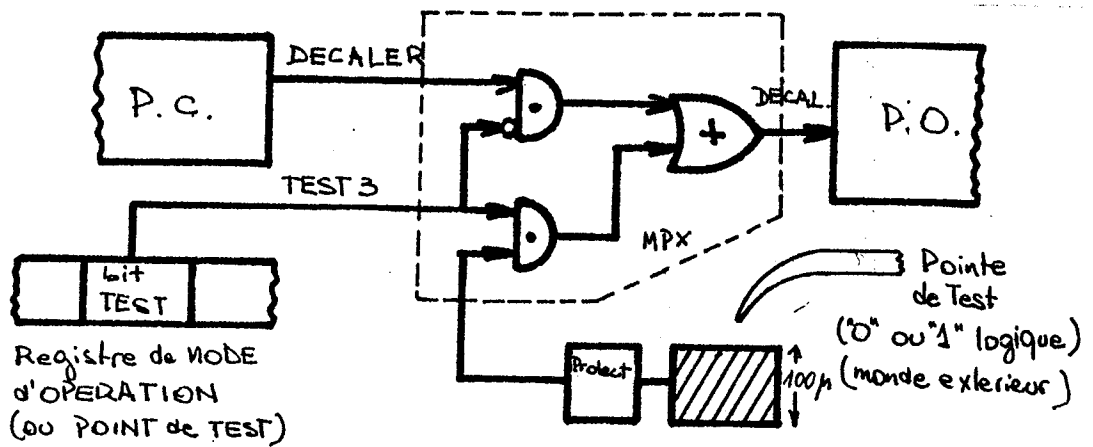 DECALER
P.C.
DECAL.
P.O.
TEST 3
MPX
bit
TEST
Pointe
de Test
("0" ou "1" logique)
(monde exterieur)
Protect
100µ
Registre de MODE
d'OPERATION
(ou POINT de TEST)